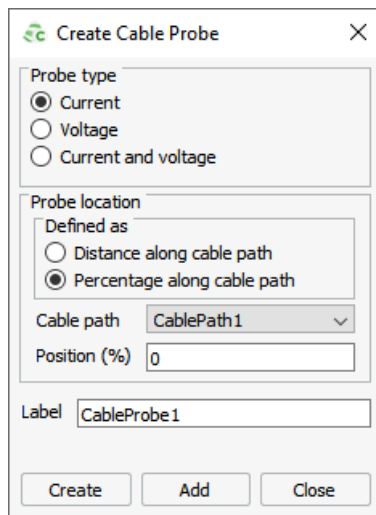 Create Cable Probe
Probe type
Current
Voltage
Current and voltage
Probe location
Defined as
Distance along cable path
Percentage along cable path
Cable path CablePath1
Position (%) 0
Label CableProbe1
Create Add Close